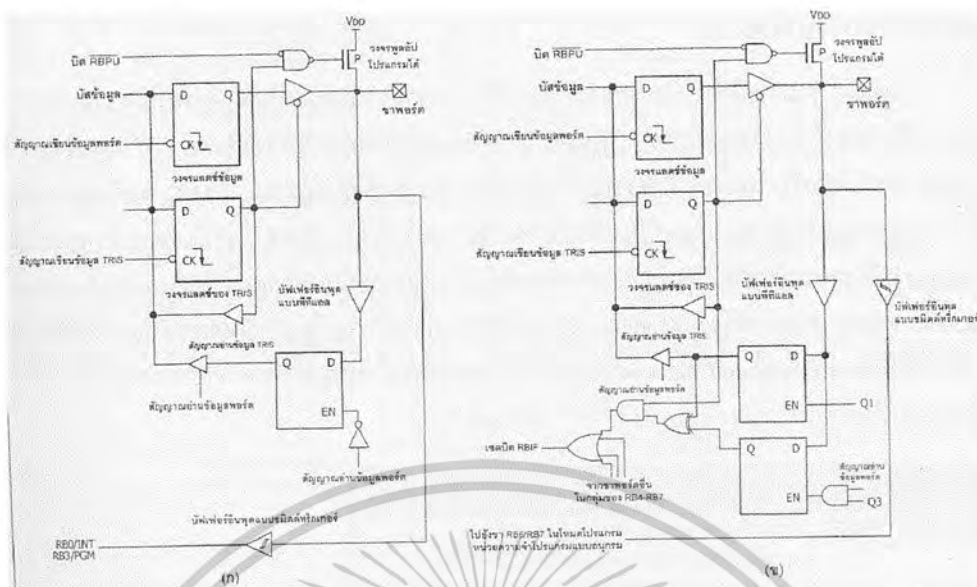 VDD
บิต RBPU
P
วงจรพูลอัป
โปรแกรมได้
บัสข้อมูล
D Q
ขาพอร์ต
สัญญาณเขียนข้อมูลพอร์ต
CK
วงจรแลตช์ข้อมูล
D Q
สัญญาณเขียนข้อมูล TRIS
CK
วงจรแลตช์ของ TRIS
บัฟเฟอร์อินพุต
แบบทีทีแอล
สัญญาณอ่านข้อมูล TRIS
Q D
EN
สัญญาณอ่านข้อมูลพอร์ต
สัญญาณอ่านข้อมูลพอร์ต
บัฟเฟอร์อินพุตแบบชมิตต์ทริกเกอร์
RB0/INT
RB3/PGM
(ก)
VDD
บิต RBPU
P
วงจรพูลอัป
โปรแกรมได้
บัสข้อมูล
D Q
ขาพอร์ต
สัญญาณเขียนข้อมูลพอร์ต
CK
วงจรแลตช์ข้อมูล
D Q
สัญญาณเขียนข้อมูล TRIS
CK
วงจรแลตช์ของ TRIS
บัฟเฟอร์อินพุต
แบบทีทีแอล
บัฟเฟอร์อินพุต
แบบชมิตต์ทริกเกอร์
สัญญาณอ่านข้อมูล TRIS
Q D
สัญญาณอ่านข้อมูลพอร์ต
EN
Q1
เซตบิต RBIF
Q D
จากขาพอร์ตอื่น
ในกลุ่มของ RB4-RB7
สัญญาณอ่าน
ข้อมูลพอร์ต
EN
Q3
ไปยังขา RB6/RB7 ในโหมดโปรแกรม
หน่วยความจำโปรแกรมแบบอนุกรม
(ข)